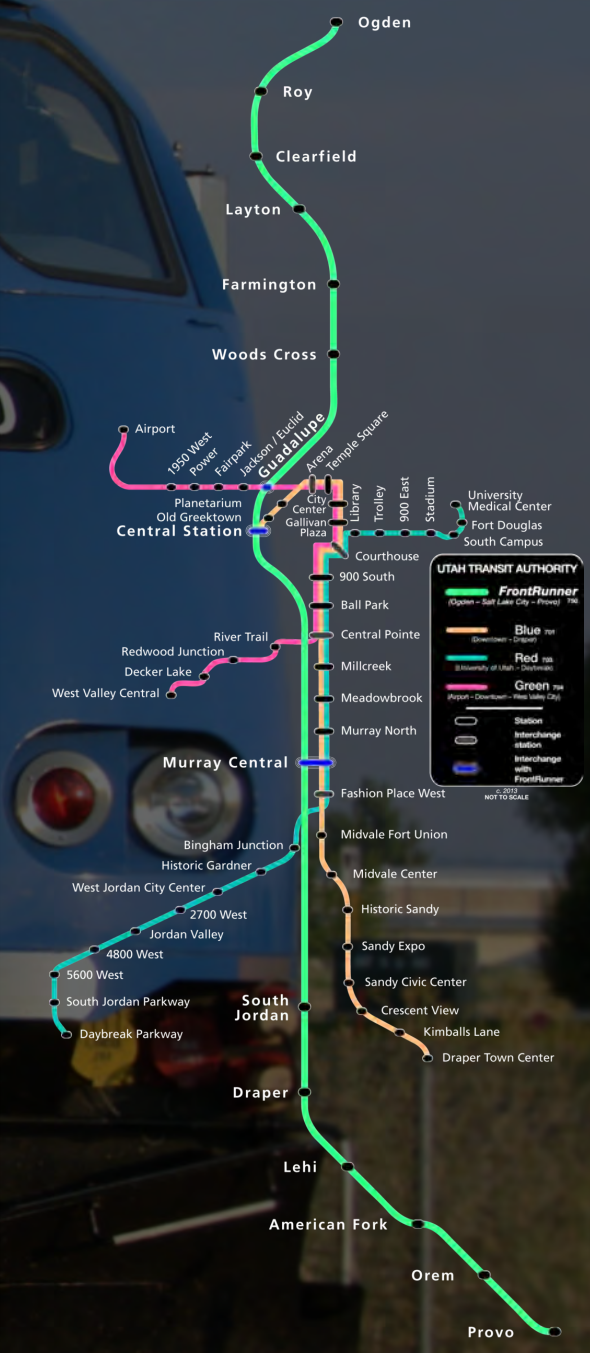 Ogden
Roy
Clearfield
Layton
Farmington
Woods Cross
Airport
1950 West
Power
Fairpark
Jackson / Euclid
Guadalupe
Arena
Temple Square
Planetarium
Old Greektown
Central Station
City
Center
Gallivan
Plaza
Library
Trolley
900 East
Stadium
University
Medical Center
Fort Douglas
South Campus
Courthouse
900 South
Ball Park
Central Pointe
River Trail
Redwood Junction
Decker Lake
West Valley Central
Millcreek
Meadowbrook
Murray North
Murray Central
Fashion Place West
Bingham Junction
Midvale Fort Union
Historic Gardner
Midvale Center
West Jordan City Center
2700 West
Historic Sandy
Jordan Valley
4800 West
Sandy Expo
5600 West
Sandy Civic Center
South Jordan Parkway
South
Jordan
Crescent View
Daybreak Parkway
Kimballs Lane
Draper Town Center
Draper
Lehi
American Fork
Orem
Provo
UTAH TRANSIT AUTHORITY
FrontRunner
(Ogden – Salt Lake City – Provo) 750
Blue 701
(Downtown – Draper)
Red 703
(University of Utah – Daybreak)
Green 704
(Airport – Downtown – West Valley City)
Station
Interchange
station
Interchange
with
FrontRunner
c. 2013
NOT TO SCALE